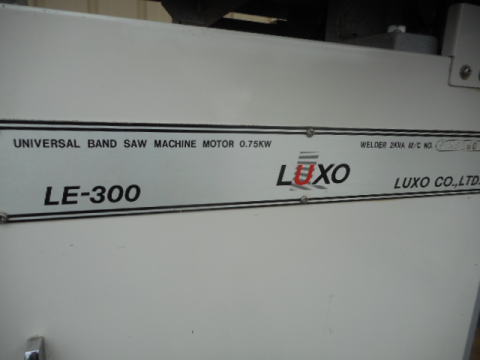 UNIVERSAL BAND SAW MACHINE MOTOR 0.75KW
WELDER 2KVA M/C NO.
LE-300
LUXO
LUXO CO.,LTD.